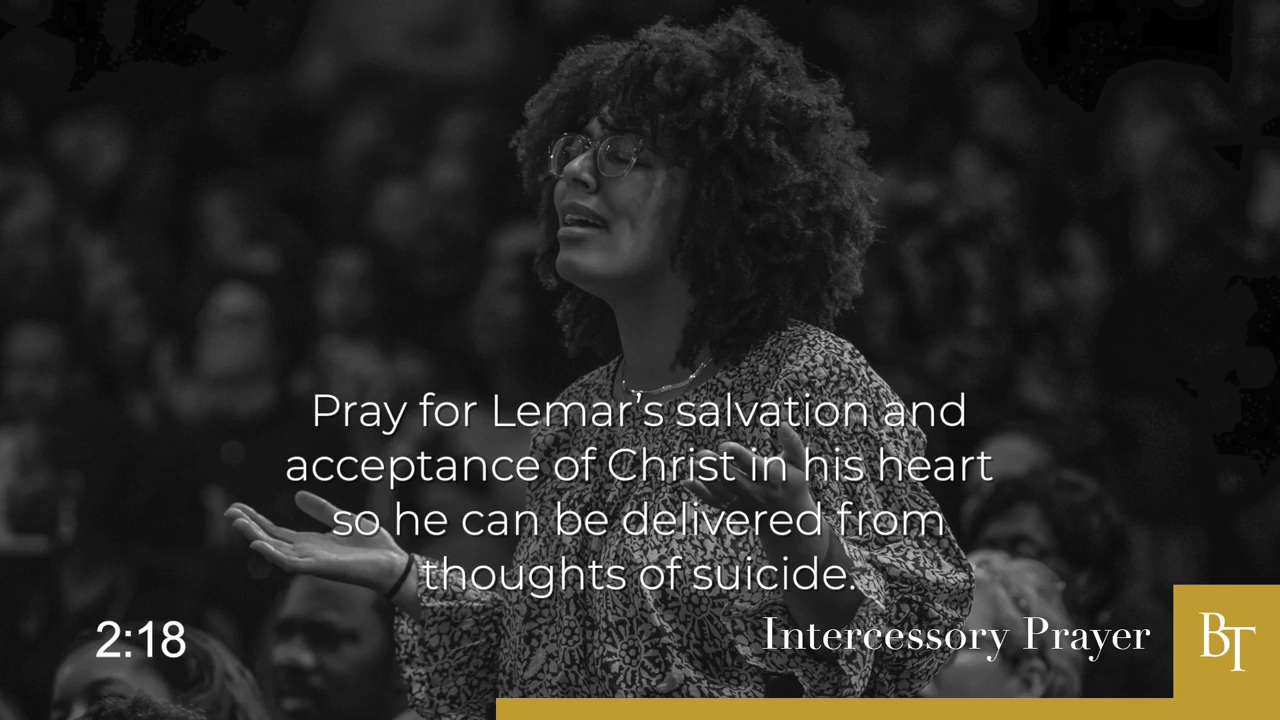 Pray for Lemar's salvation and
acceptance of Christ in his heart
so he can be delivered from
thoughts of suicide.
2:18
Intercessory Prayer
BT